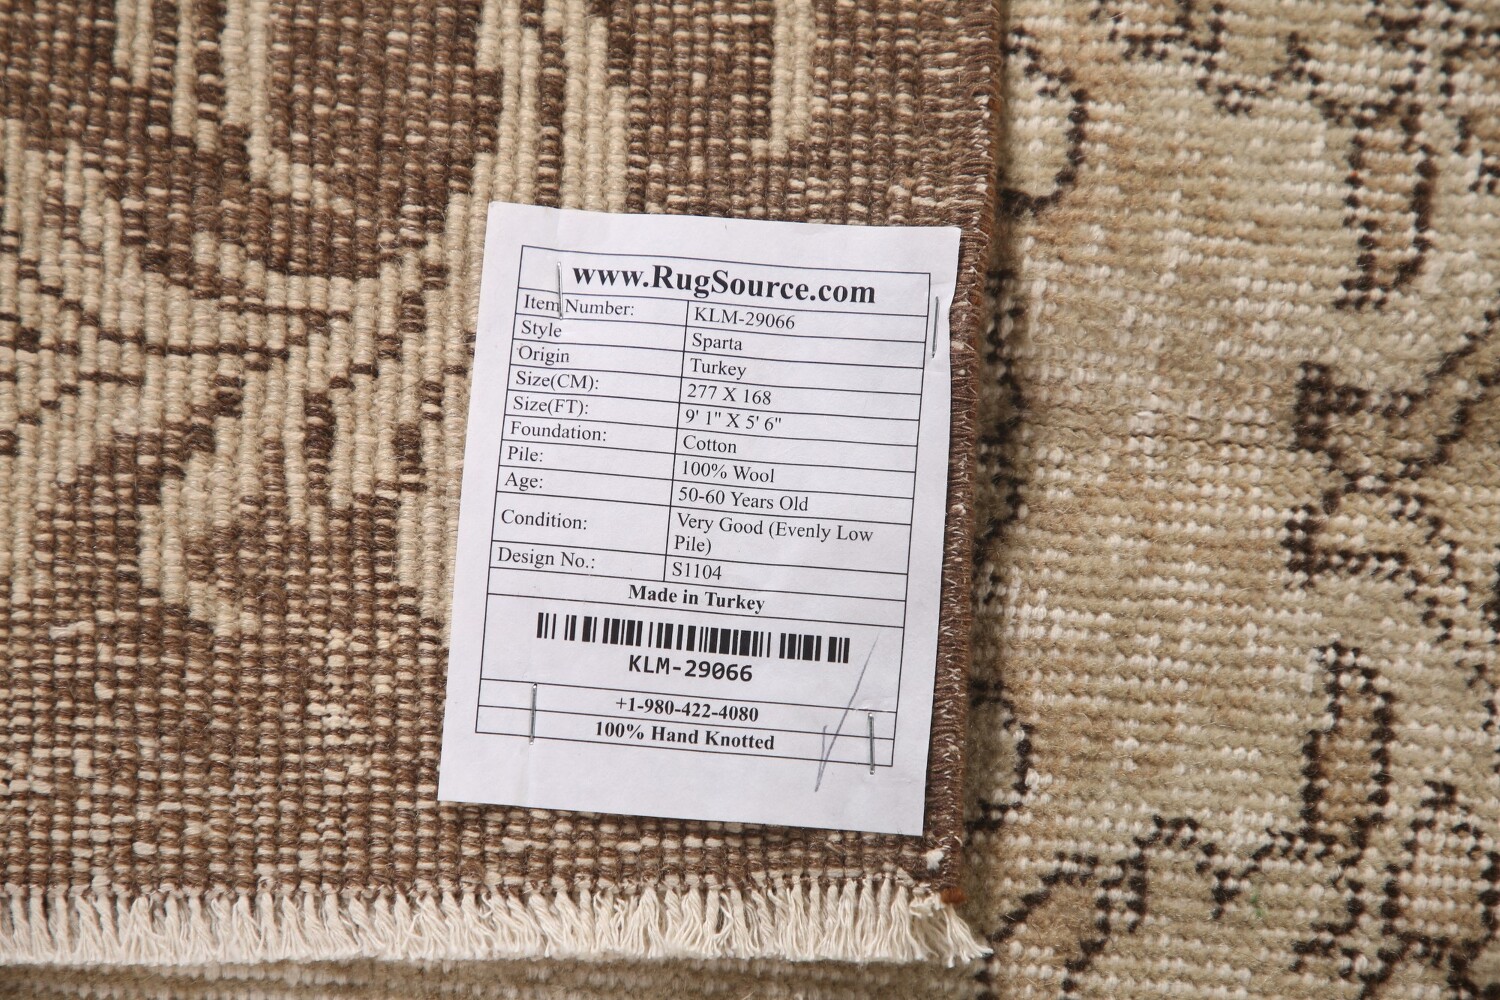 www.RugSource.com
Item Number: KLM-29066
Style Sparta
Origin Turkey
Size(CM): 277 X 168
Size(FT): 9' 1" X 5' 6"
Foundation: Cotton
Pile: 100% Wool
Age: 50-60 Years Old
Condition: Very Good (Evenly Low
Pile)
Design No.: S1104
Made in Turkey
KLM-29066
+1-980-422-4080
100% Hand Knotted